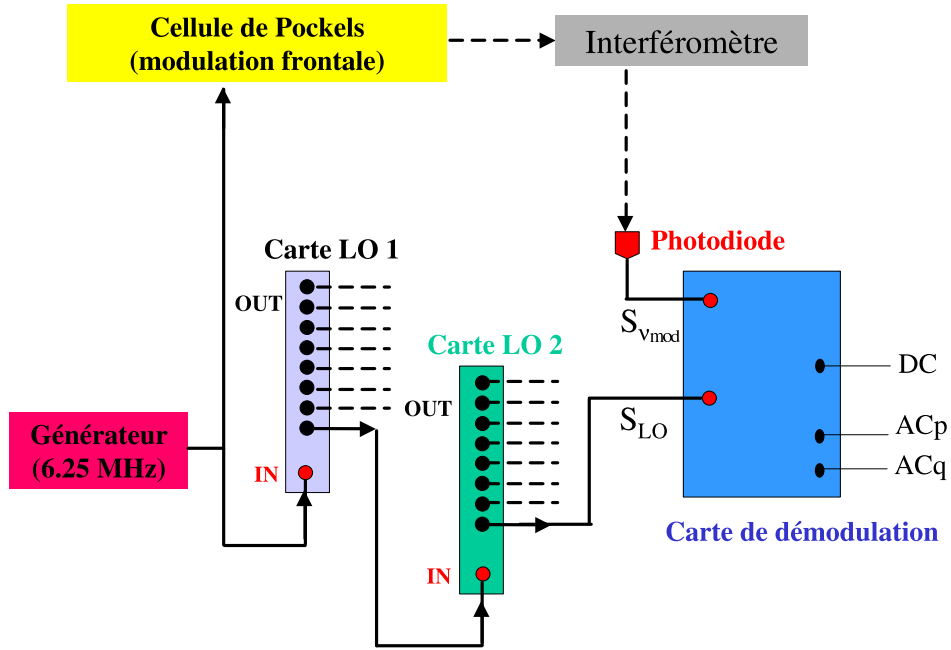 Cellule de Pockels
(modulation frontale)
Interféromètre
Photodiode
Carte LO 1
OUT
S_νmod
Carte LO 2
DC
OUT
S_LO
ACp
Générateur
(6.25 MHz)
IN
ACq
Carte de démodulation
IN